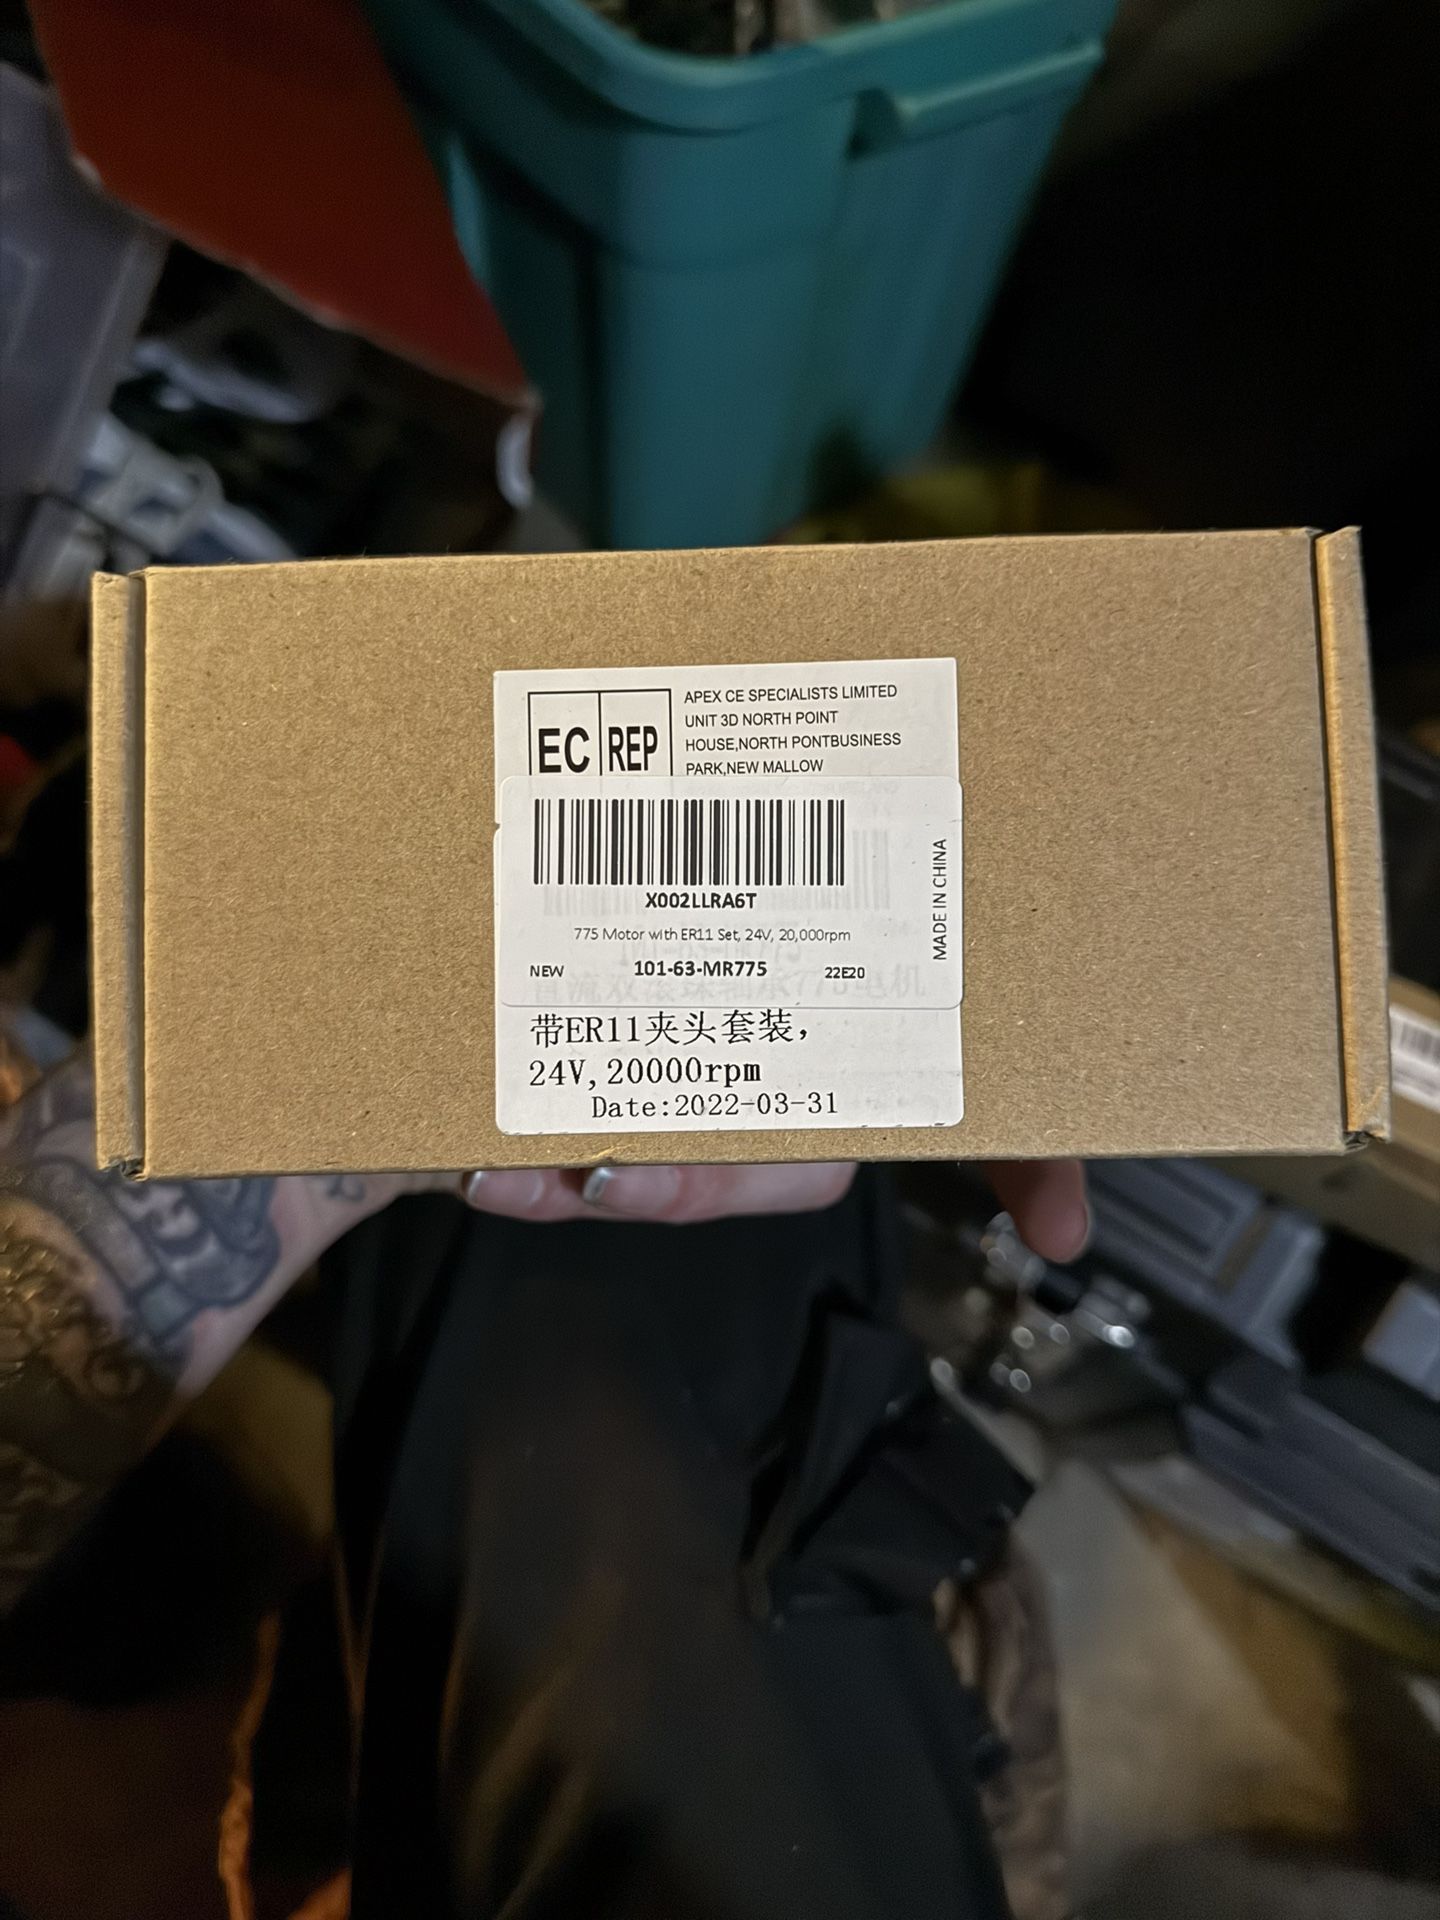 EC REP
APEX CE SPECIALISTS LIMITED
UNIT 3D NORTH POINT
HOUSE,NORTH PONTBUSINESS
PARK,NEW MALLOW
X002LLRA6T
775 Motor with ER11 Set, 24V, 20,000rpm
NEW 101-63-MR775 22E20
MADE IN CHINA
带ER11夹头套装,
24V,20000rpm
Date:2022-03-31